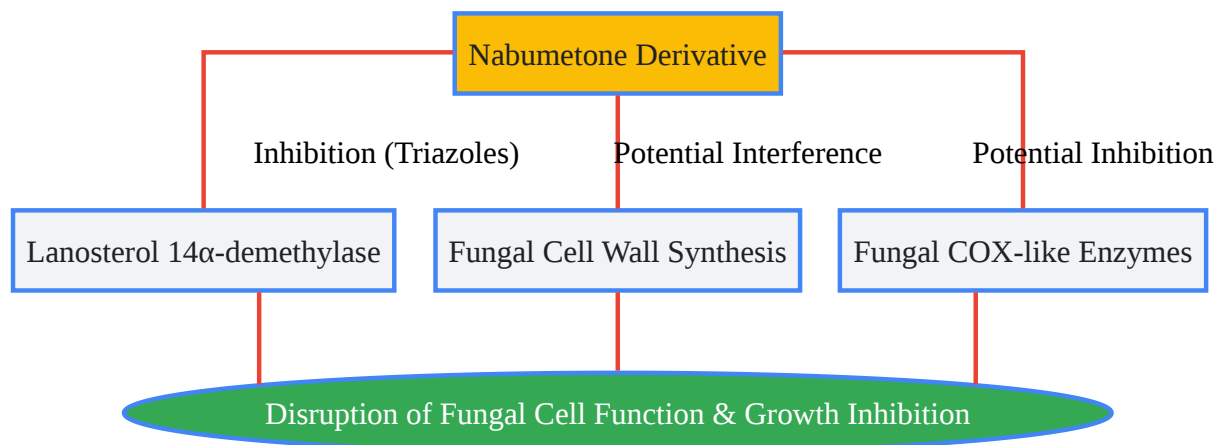 Nabumetone Derivative
Inhibition (Triazoles)
Potential Interference
Potential Inhibition
Lanosterol 14α-demethylase
Fungal Cell Wall Synthesis
Fungal COX-like Enzymes
Disruption of Fungal Cell Function & Growth Inhibition